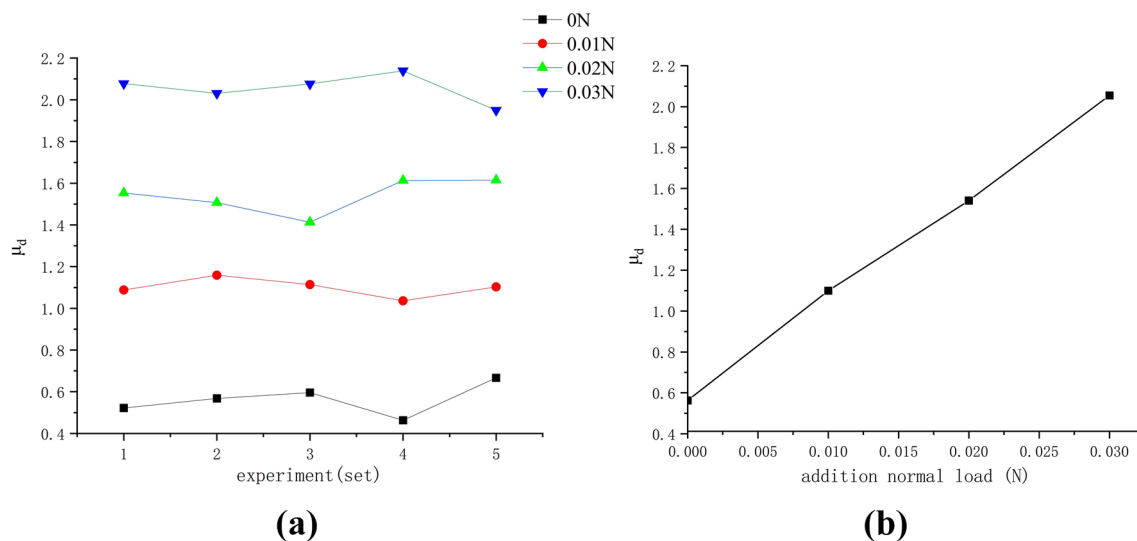 0N
0.01N
0.02N
0.03N
2.2
2.0
1.8
1.6
1.4
1.2
1.0
0.8
0.6
0.4
μd
1 2 3 4 5
experiment(set)
(a)
2.2
2.0
1.8
1.6
1.4
1.2
1.0
0.8
0.6
0.4
μd
0.000 0.005 0.010 0.015 0.020 0.025 0.030
addition normal load (N)
(b)